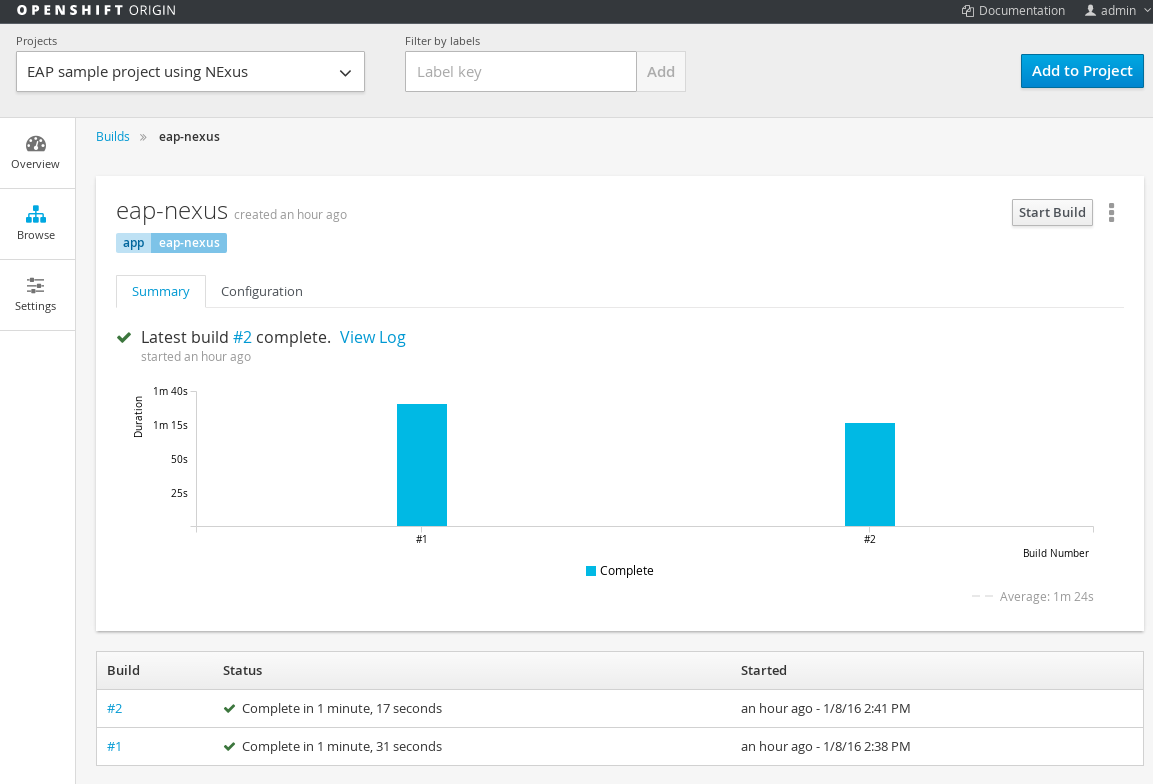 OPENSHIFT ORIGIN
Documentation
admin
Projects
Filter by labels
EAP sample project using NExus
Label key
Add
Add to Project
Builds » eap-nexus
Overview
Browse
Settings
eap-nexus created an hour ago
Start Build
app eap-nexus
Summary
Configuration
Latest build #2 complete. View Log
started an hour ago
Duration
1m 40s
1m 15s
50s
25s
#1
#2
Build Number
Complete
Average: 1m 24s
Build Status Started
#2 Complete in 1 minute, 17 seconds an hour ago - 1/8/16 2:41 PM
#1 Complete in 1 minute, 31 seconds an hour ago - 1/8/16 2:38 PM